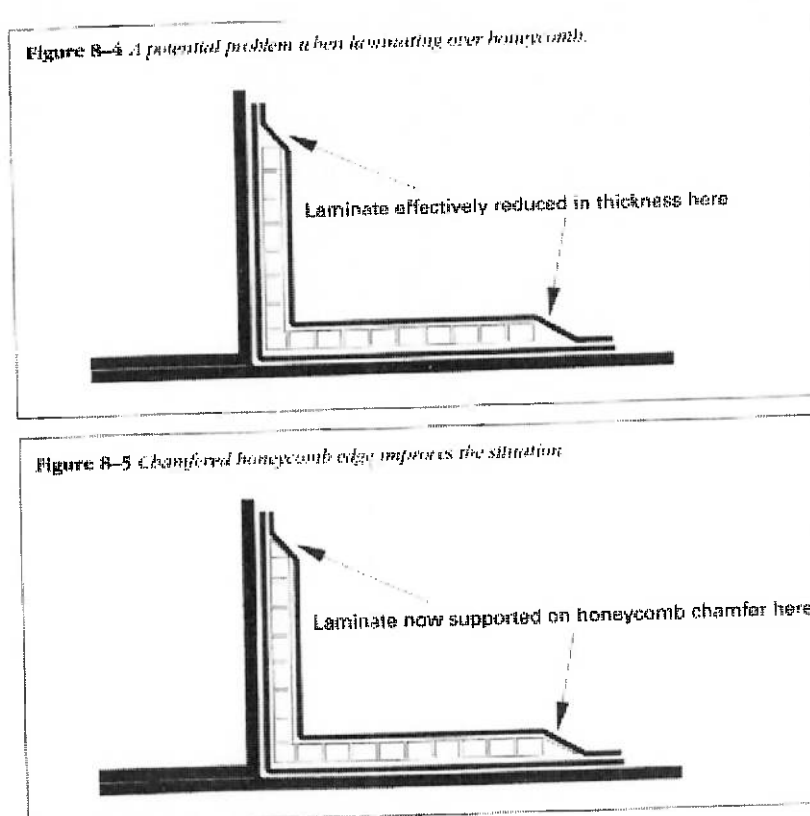 Figure 8–4 A potential problem when laminating over honeycomb.
Laminate effectively reduced in thickness here
Figure 8–5 Chamfered honeycomb edge improves the situation
Laminate now supported on honeycomb chamfer here